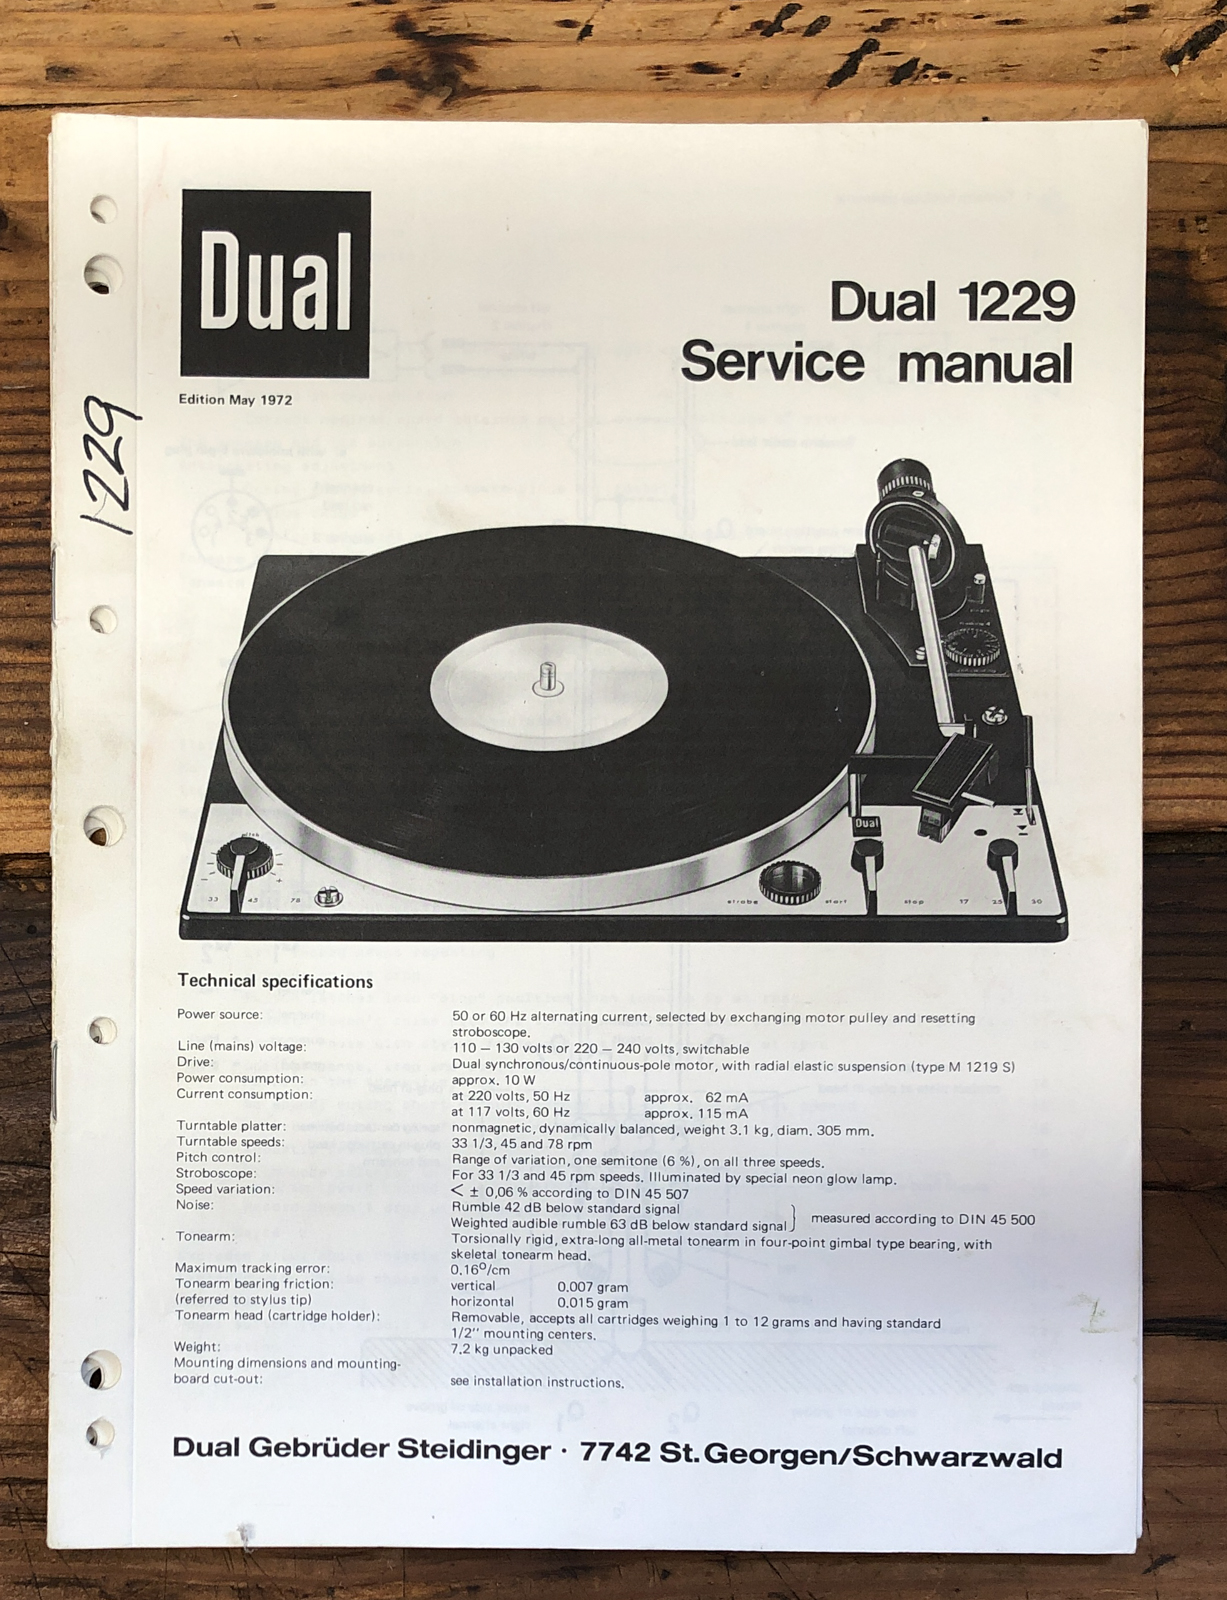 Dual
Edition May 1972
Dual 1229
Service manual
1229
pitch
33 45 78
Dual
strobe start stop 17 25 30
Technical specifications
Power source: 50 or 60 Hz alternating current, selected by exchanging motor pulley and resetting
stroboscope.
Line (mains) voltage: 110 – 130 volts or 220 – 240 volts, switchable
Drive: Dual synchronous/continuous-pole motor, with radial elastic suspension (type M 1219 S)
Power consumption: approx. 10 W
Current consumption: at 220 volts, 50 Hz approx. 62 mA
at 117 volts, 60 Hz approx. 115 mA
Turntable platter: nonmagnetic, dynamically balanced, weight 3.1 kg, diam. 305 mm.
Turntable speeds: 33 1/3, 45 and 78 rpm
Pitch control: Range of variation, one semitone (6 %), on all three speeds.
Stroboscope: For 33 1/3 and 45 rpm speeds. Illuminated by special neon glow lamp.
Speed variation: < ± 0,06 % according to DIN 45 507
Noise: Rumble 42 dB below standard signal
Weighted audible rumble 63 dB below standard signal } measured according to DIN 45 500
Tonearm: Torsionally rigid, extra-long all-metal tonearm in four-point gimbal type bearing, with
skeletal tonearm head.
Maximum tracking error: 0.16°/cm
Tonearm bearing friction: vertical 0.007 gram
(referred to stylus tip) horizontal 0.015 gram
Tonearm head (cartridge holder): Removable, accepts all cartridges weighing 1 to 12 grams and having standard
1/2'' mounting centers.
Weight: 7.2 kg unpacked
Mounting dimensions and mounting-
board cut-out: see installation instructions.
Dual Gebrüder Steidinger · 7742 St. Georgen/Schwarzwald